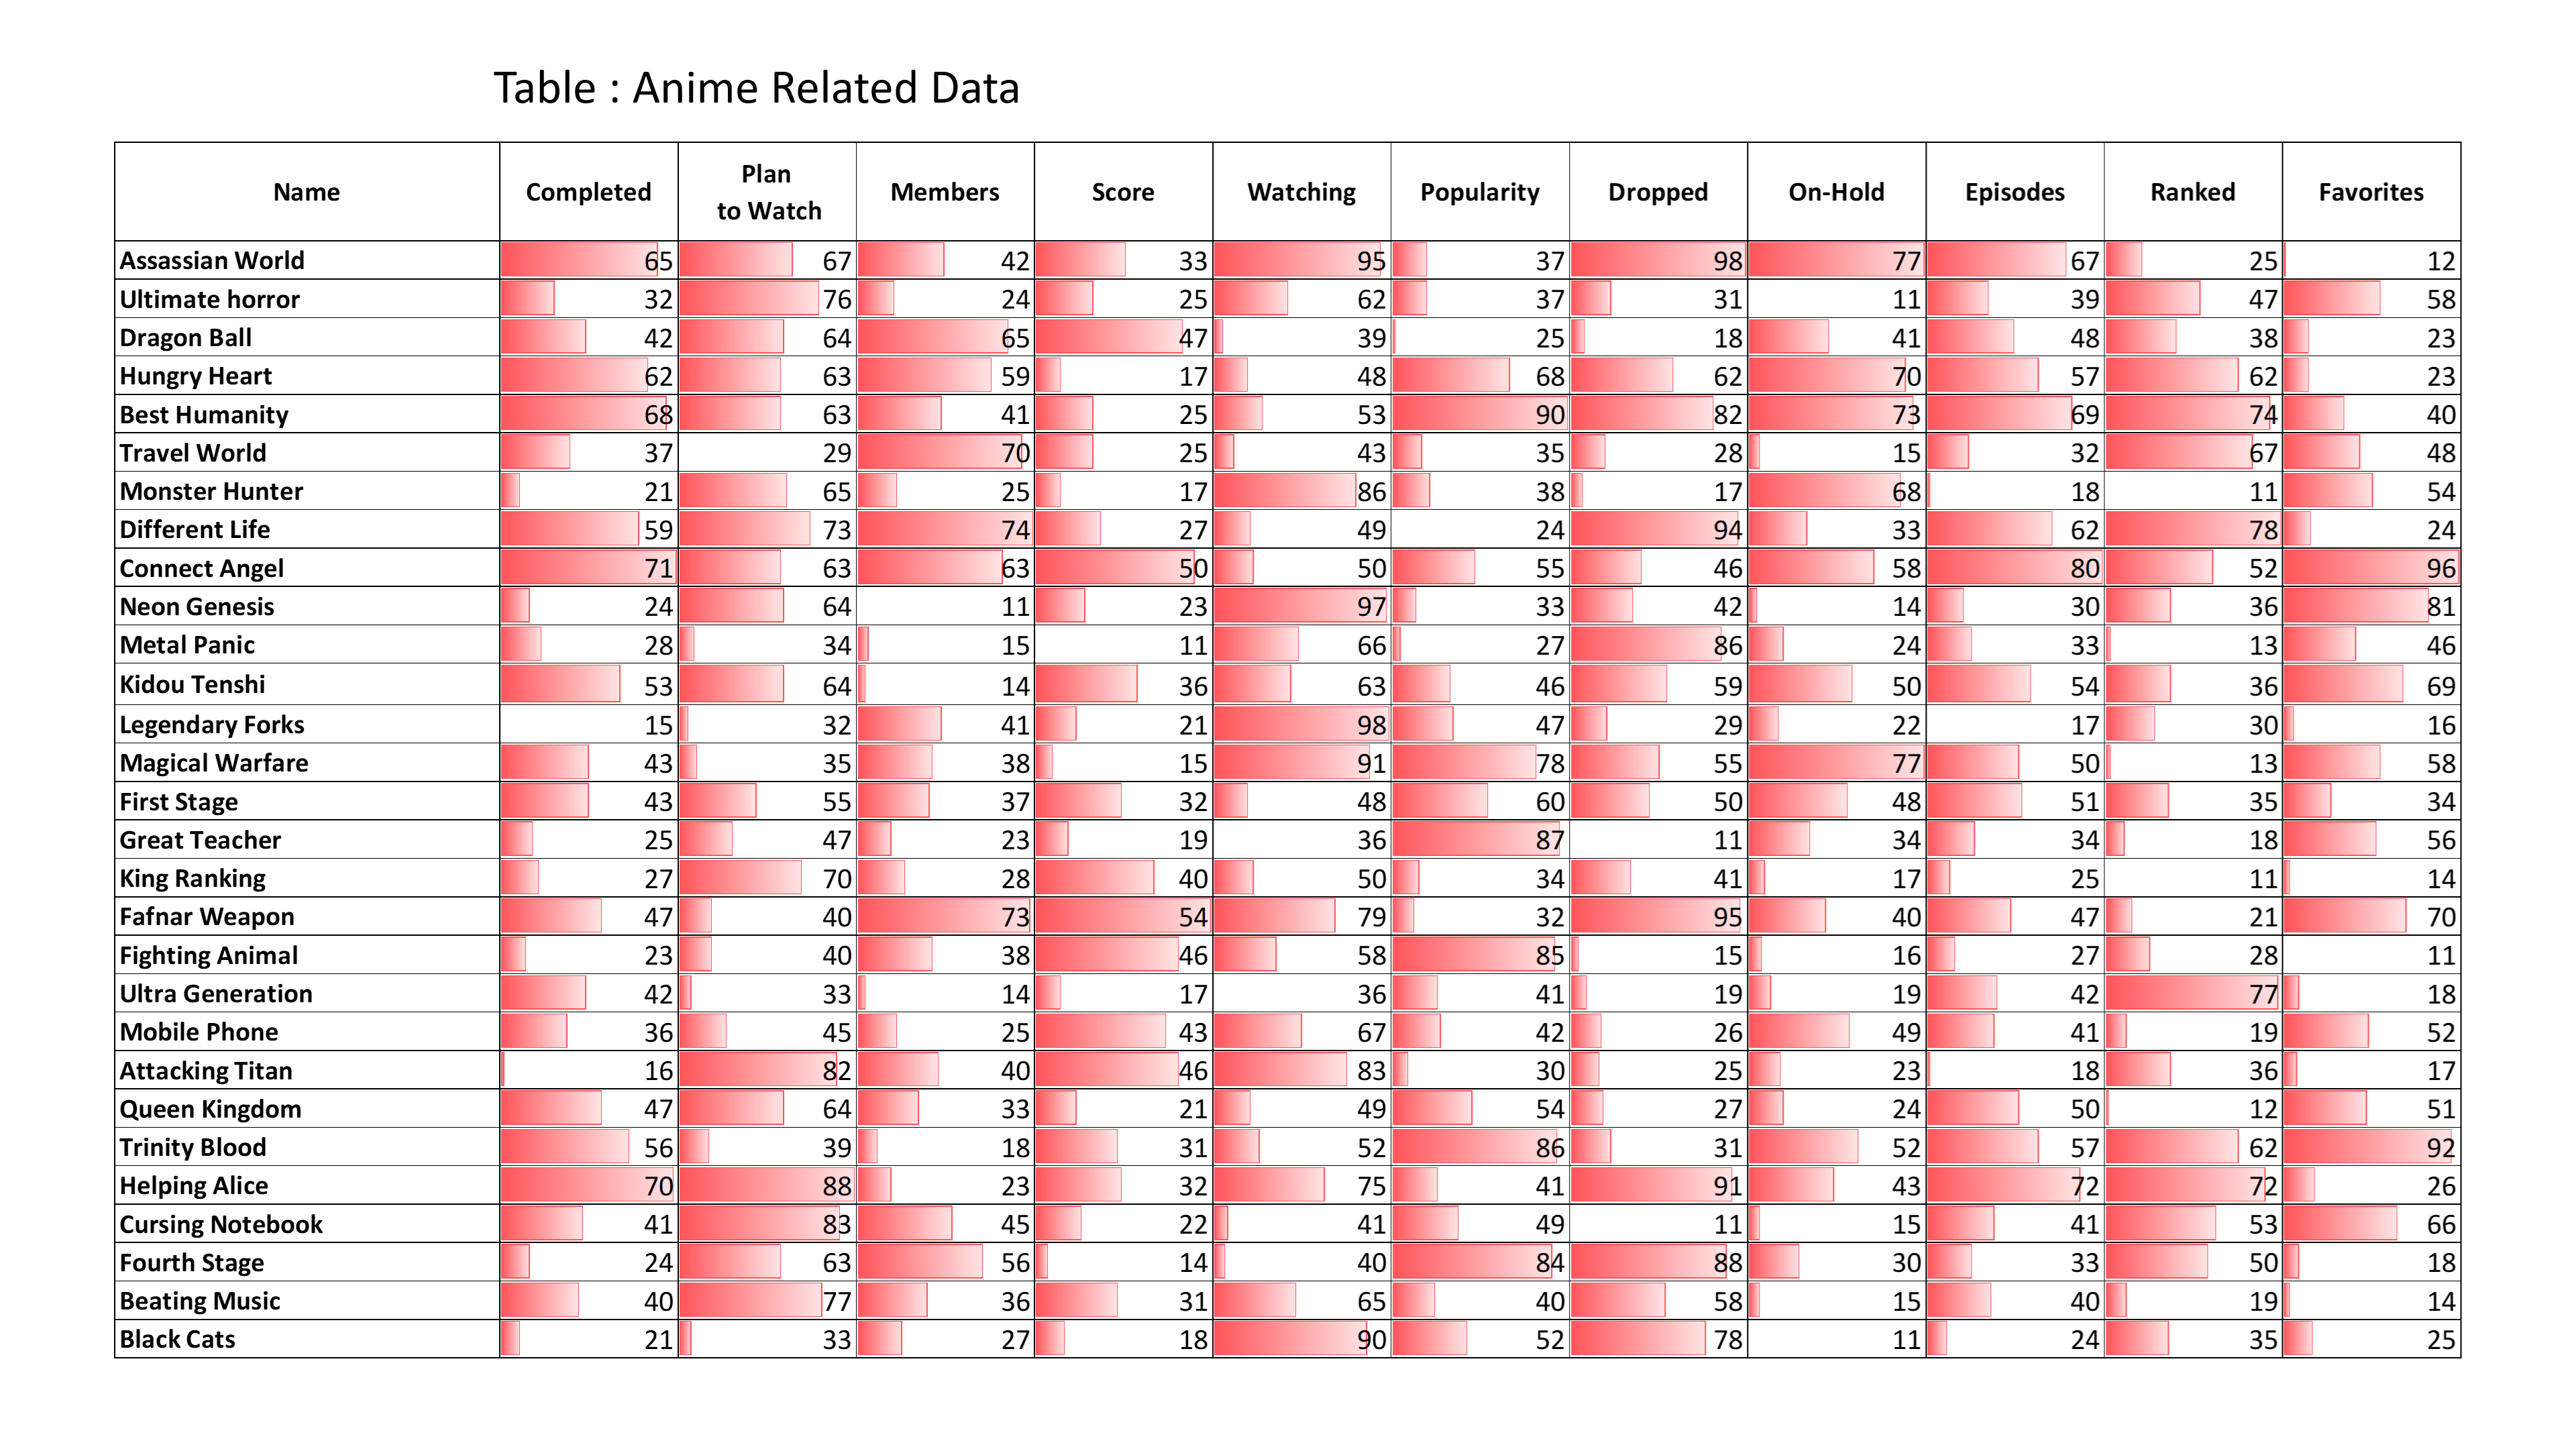 Table : Anime Related Data
Name Completed Plan to Watch Members Score Watching Popularity Dropped On-Hold Episodes Ranked Favorites
Assassian World 65 67 42 33 95 37 98 77 67 25 12
Ultimate horror 32 76 24 25 62 37 31 11 39 47 58
Dragon Ball 42 64 65 47 39 25 18 41 48 38 23
Hungry Heart 62 63 59 17 48 68 62 70 57 62 23
Best Humanity 68 63 41 25 53 90 82 73 69 74 40
Travel World 37 29 70 25 43 35 28 15 32 67 48
Monster Hunter 21 65 25 17 86 38 17 68 18 11 54
Different Life 59 73 74 27 49 24 94 33 62 78 24
Connect Angel 71 63 63 50 50 55 46 58 80 52 96
Neon Genesis 24 64 11 23 97 33 42 14 30 36 81
Metal Panic 28 34 15 11 66 27 86 24 33 13 46
Kidou Tenshi 53 64 14 36 63 46 59 50 54 36 69
Legendary Forks 15 32 41 21 98 47 29 22 17 30 16
Magical Warfare 43 35 38 15 91 78 55 77 50 13 58
First Stage 43 55 37 32 48 60 50 48 51 35 34
Great Teacher 25 47 23 19 36 87 11 34 34 18 56
King Ranking 27 70 28 40 50 34 41 17 25 11 14
Fafnar Weapon 47 40 73 54 79 32 95 40 47 21 70
Fighting Animal 23 40 38 46 58 85 15 16 27 28 11
Ultra Generation 42 33 14 17 36 41 19 19 42 77 18
Mobile Phone 36 45 25 43 67 42 26 49 41 19 52
Attacking Titan 16 82 40 46 83 30 25 23 18 36 17
Queen Kingdom 47 64 33 21 49 54 27 24 50 12 51
Trinity Blood 56 39 18 31 52 86 31 52 57 62 92
Helping Alice 70 88 23 32 75 41 91 43 72 72 26
Cursing Notebook 41 83 45 22 41 49 11 15 41 53 66
Fourth Stage 24 63 56 14 40 84 88 30 33 50 18
Beating Music 40 77 36 31 65 40 58 15 40 19 14
Black Cats 21 33 27 18 90 52 78 11 24 35 25